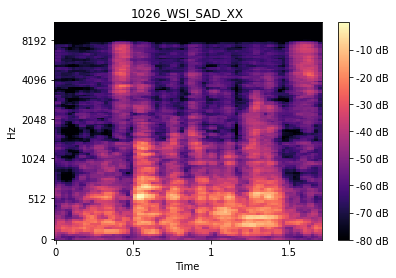 1026_WSI_SAD_XX
8192
4096
2048
1024
512
0
Hz
0
0.5
1
1.5
Time
-10 dB
-20 dB
-30 dB
-40 dB
-50 dB
-60 dB
-70 dB
-80 dB